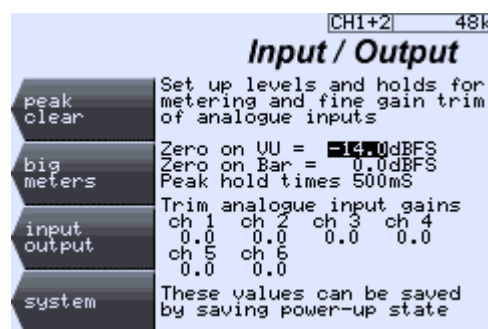 CH1+2 48k
Input / Output
peak
clear
big
meters
input
output
system
Set up levels and holds for
metering and fine gain trim
of analogue inputs
Zero on VU = -14.0dBFS
Zero on Bar = 0.0dBFS
Peak hold times 500mS
Trim analogue input gains
ch 1 ch 2 ch 3 ch 4
0.0 0.0 0.0 0.0
ch 5 ch 6
0.0 0.0
These values can be saved
by saving power-up state